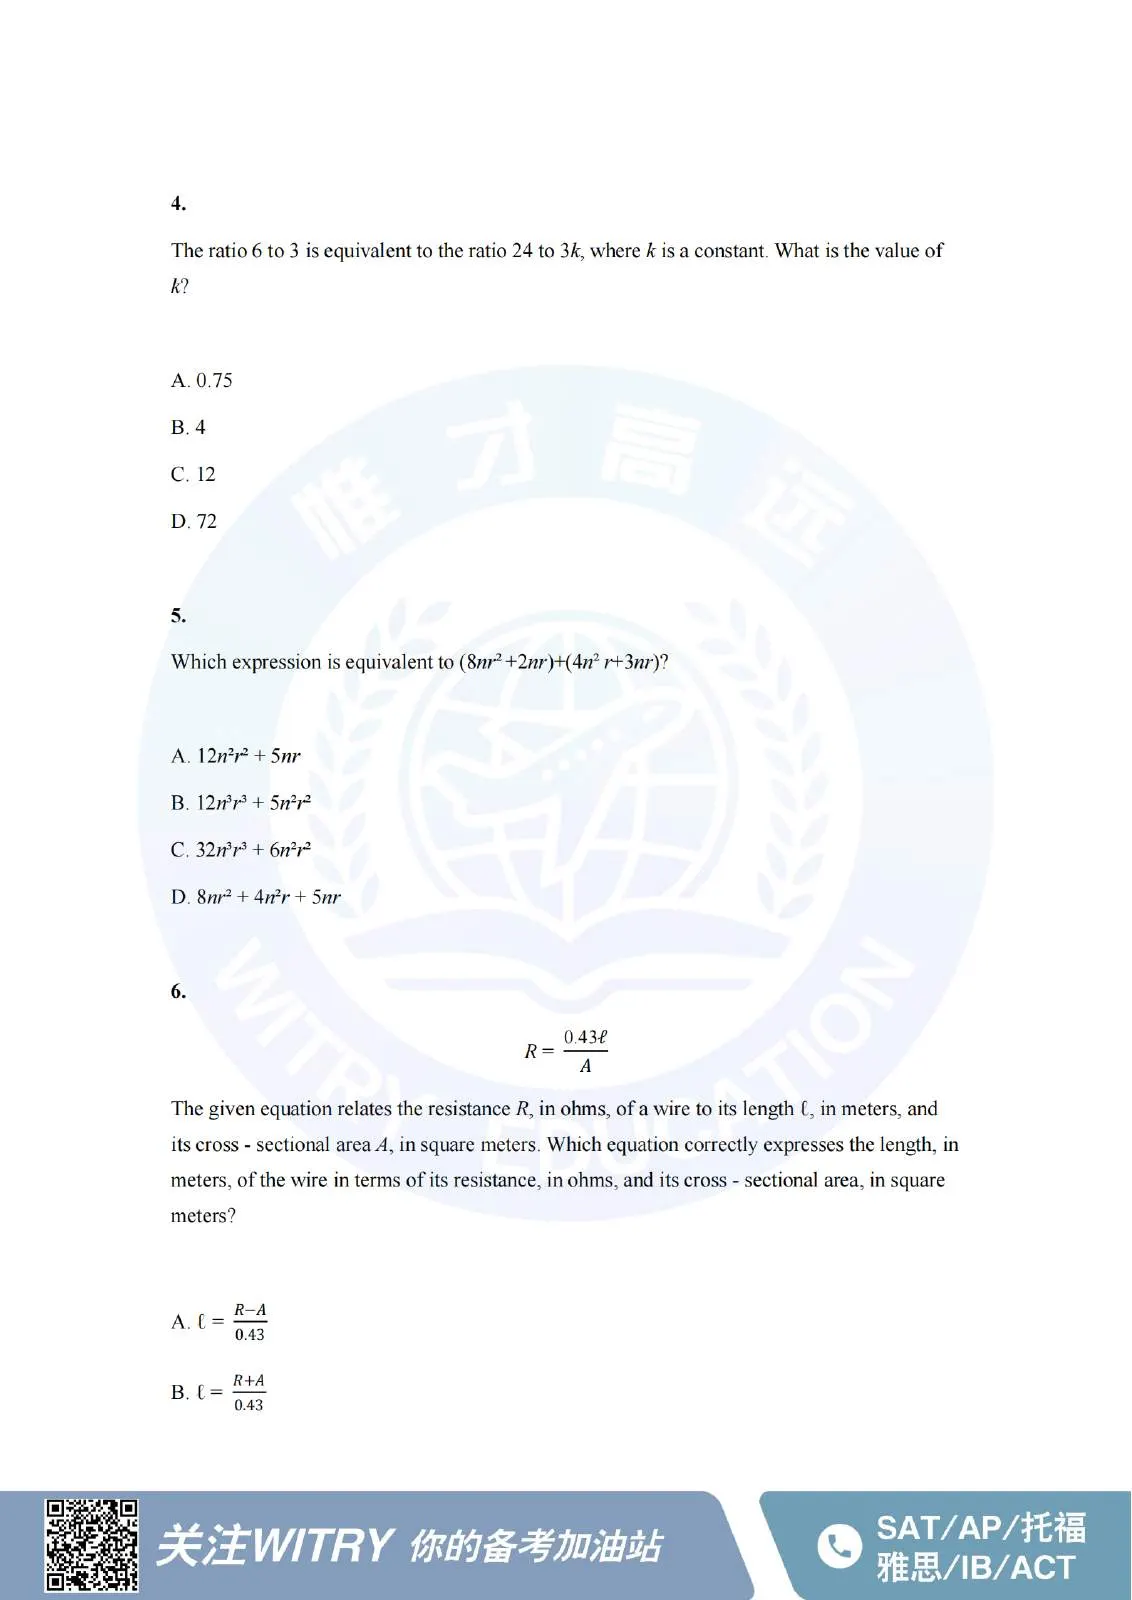 4.
The ratio 6 to 3 is equivalent to the ratio 24 to 3k, where k is a constant. What is the value of
k?
A. 0.75
B. 4
C. 12
D. 72
5.
Which expression is equivalent to (8nr² +2nr)+(4n² r+3nr)?
A. 12n²r² + 5nr
B. 12n³r³ + 5n²r²
C. 32n³r³ + 6n²r²
D. 8nr² + 4n²r + 5nr
6.
R = 0.43ℓ / A
The given equation relates the resistance R, in ohms, of a wire to its length ℓ, in meters, and
its cross - sectional area A, in square meters. Which equation correctly expresses the length, in
meters, of the wire in terms of its resistance, in ohms, and its cross - sectional area, in square
meters?
A. ℓ = R−A / 0.43
B. ℓ = R+A / 0.43
惟才高远
WITRY EDUCATION
关注WITRY 你的备考加油站
SAT/AP/托福
雅思/IB/ACT